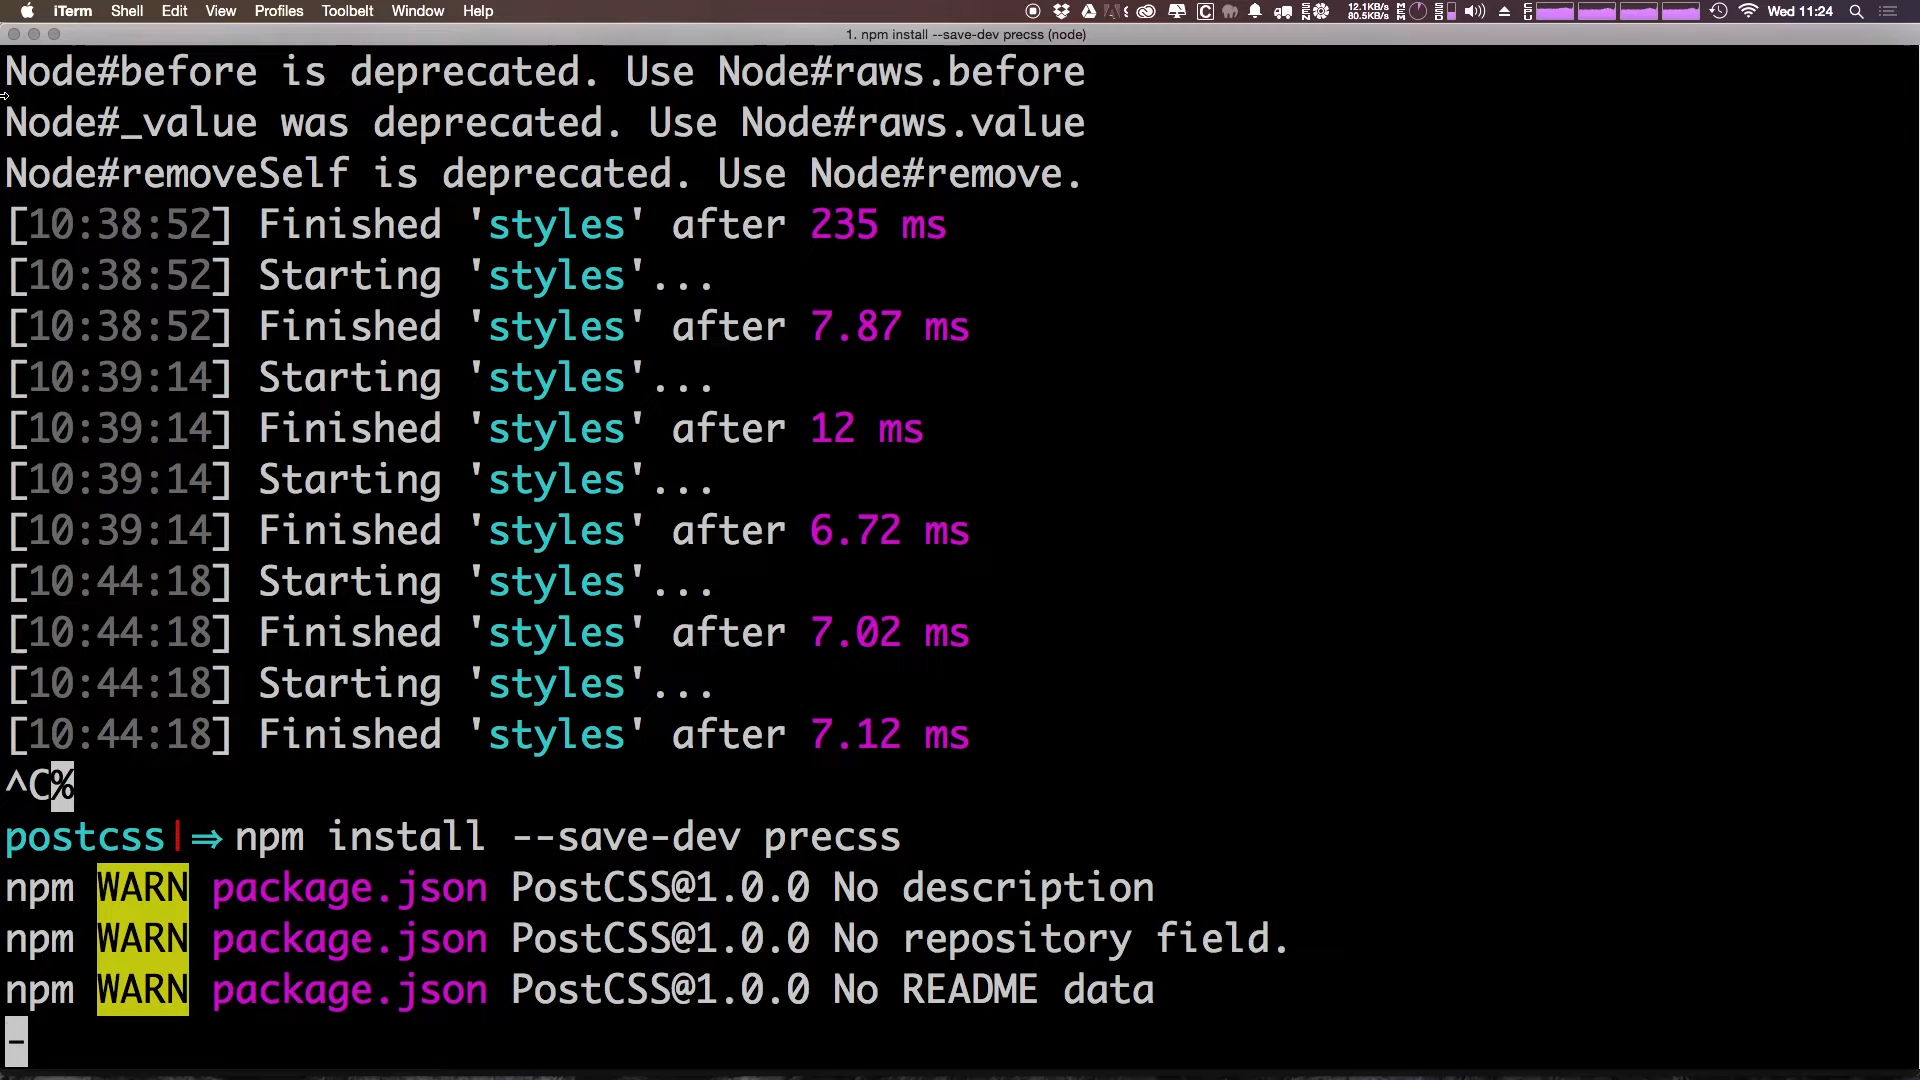 iTerm Shell Edit View Profiles Toolbelt Window Help 12.1KB/s 80.5KB/s Wed 11:24
1. npm install --save-dev precss (node)
Node#before is deprecated. Use Node#raws.before
Node#_value was deprecated. Use Node#raws.value
Node#removeSelf is deprecated. Use Node#remove.
[10:38:52] Finished 'styles' after 235 ms
[10:38:52] Starting 'styles'...
[10:38:52] Finished 'styles' after 7.87 ms
[10:39:14] Starting 'styles'...
[10:39:14] Finished 'styles' after 12 ms
[10:39:14] Starting 'styles'...
[10:39:14] Finished 'styles' after 6.72 ms
[10:44:18] Starting 'styles'...
[10:44:18] Finished 'styles' after 7.02 ms
[10:44:18] Starting 'styles'...
[10:44:18] Finished 'styles' after 7.12 ms
^C%
postcss|⇒ npm install --save-dev precss
npm WARN package.json PostCSS@1.0.0 No description
npm WARN package.json PostCSS@1.0.0 No repository field.
npm WARN package.json PostCSS@1.0.0 No README data
-